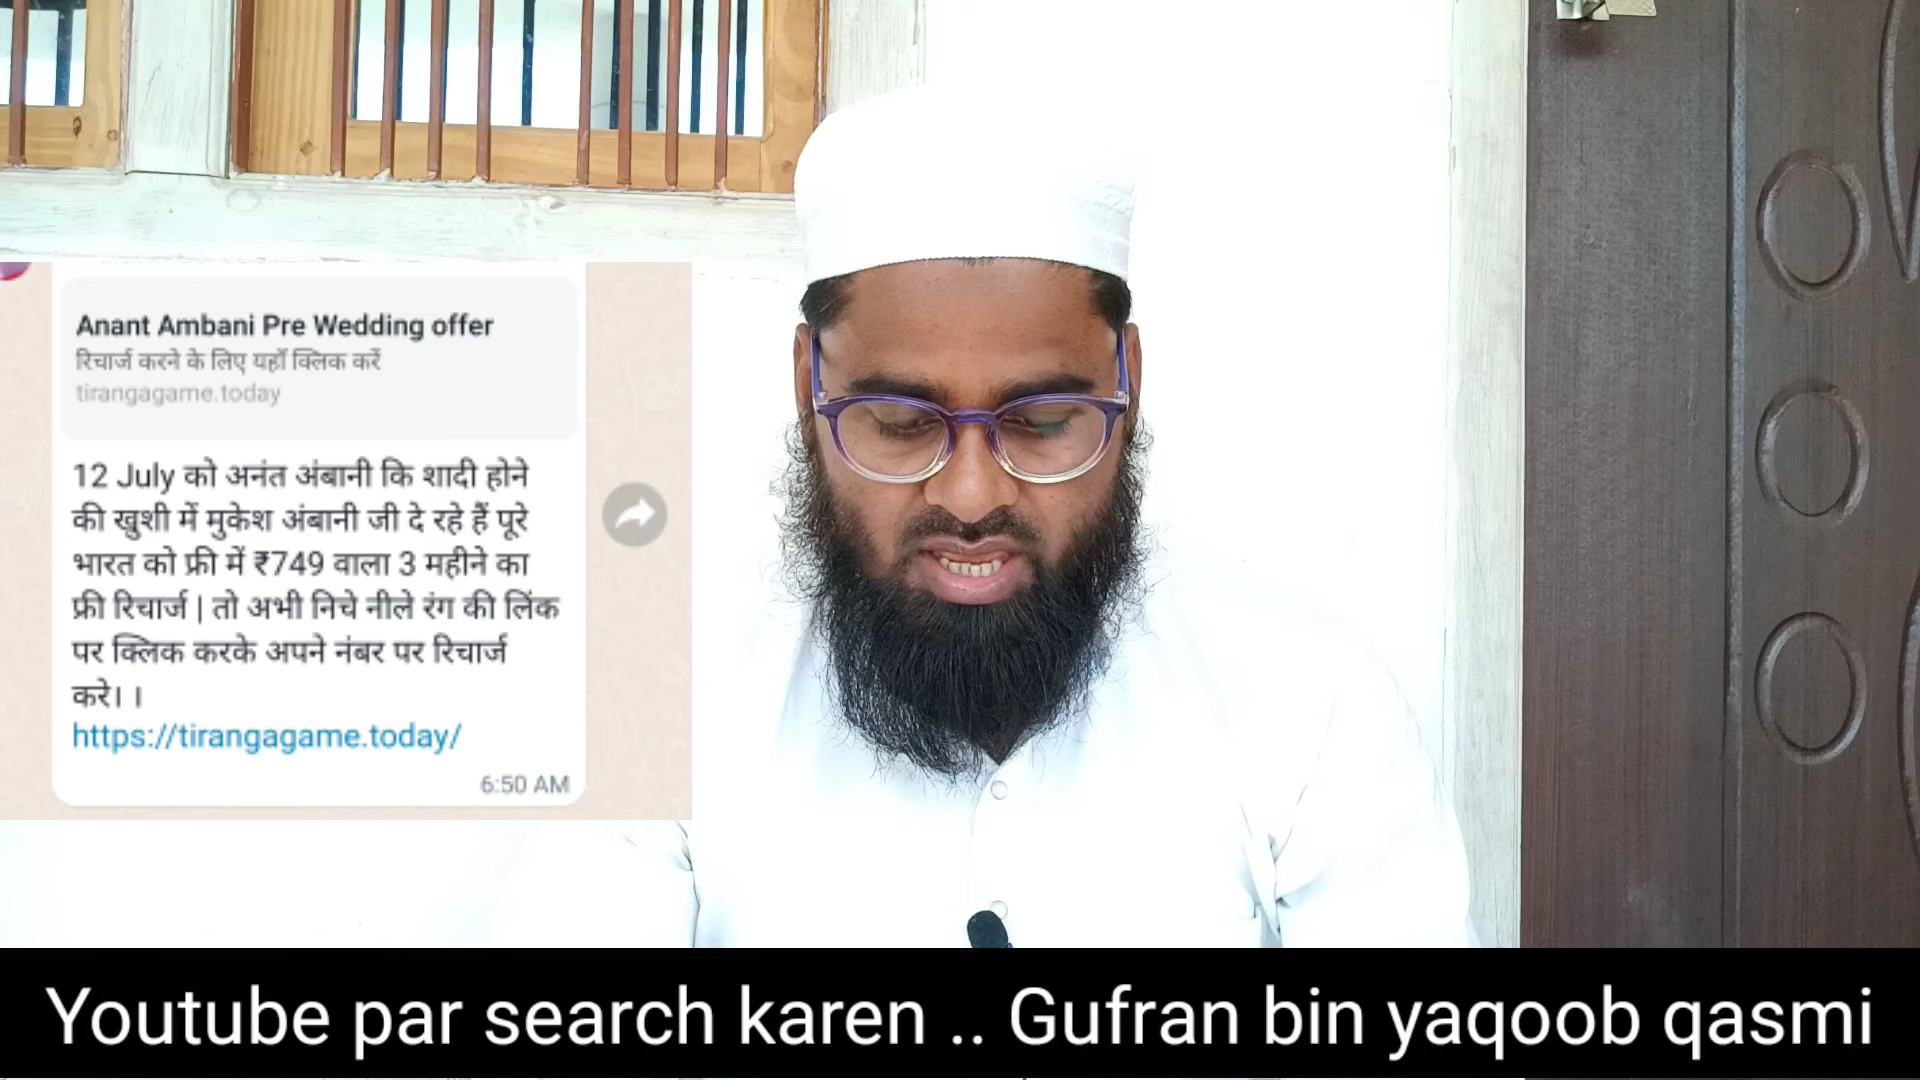 Anant Ambani Pre Wedding offer
रिचार्ज करने के लिए यहाँ क्लिक करें
tirangagame.today
12 July को अनंत अंबानी कि शादी होने
की खुशी में मुकेश अंबानी जी दे रहे हैं पूरे
भारत को फ्री में ₹749 वाला 3 महीने का
फ्री रिचार्ज | तो अभी निचे नीले रंग की लिंक
पर क्लिक करके अपने नंबर पर रिचार्ज
करे। ।
https://tirangagame.today/
6:50 AM
Youtube par search karen .. Gufran bin yaqoob qasmi